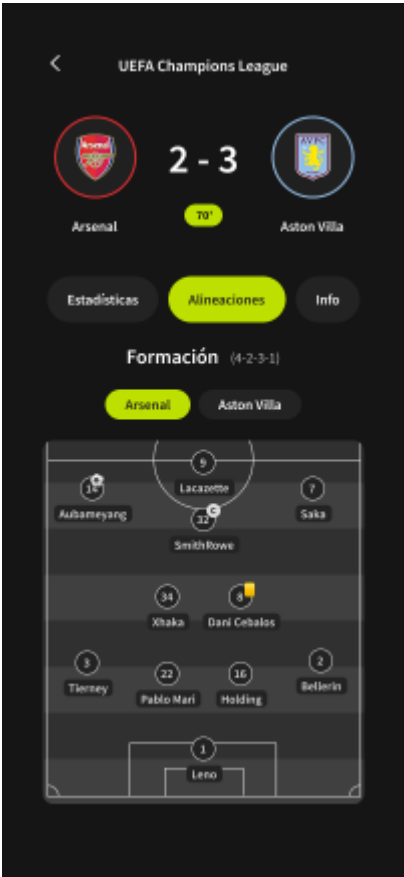 UEFA Champions League
2 - 3
70'
Arsenal
Aston Villa
Estadísticas
Alineaciones
Info
Formación (4-2-3-1)
Arsenal
Aston Villa
9
Lacazette
14
Aubameyang
7
Saka
C
32
SmithRowe
34
Xhaka
8
Dani Cebalos
3
Tierney
22
Pablo Mari
16
Holding
2
Bellerin
1
Leno